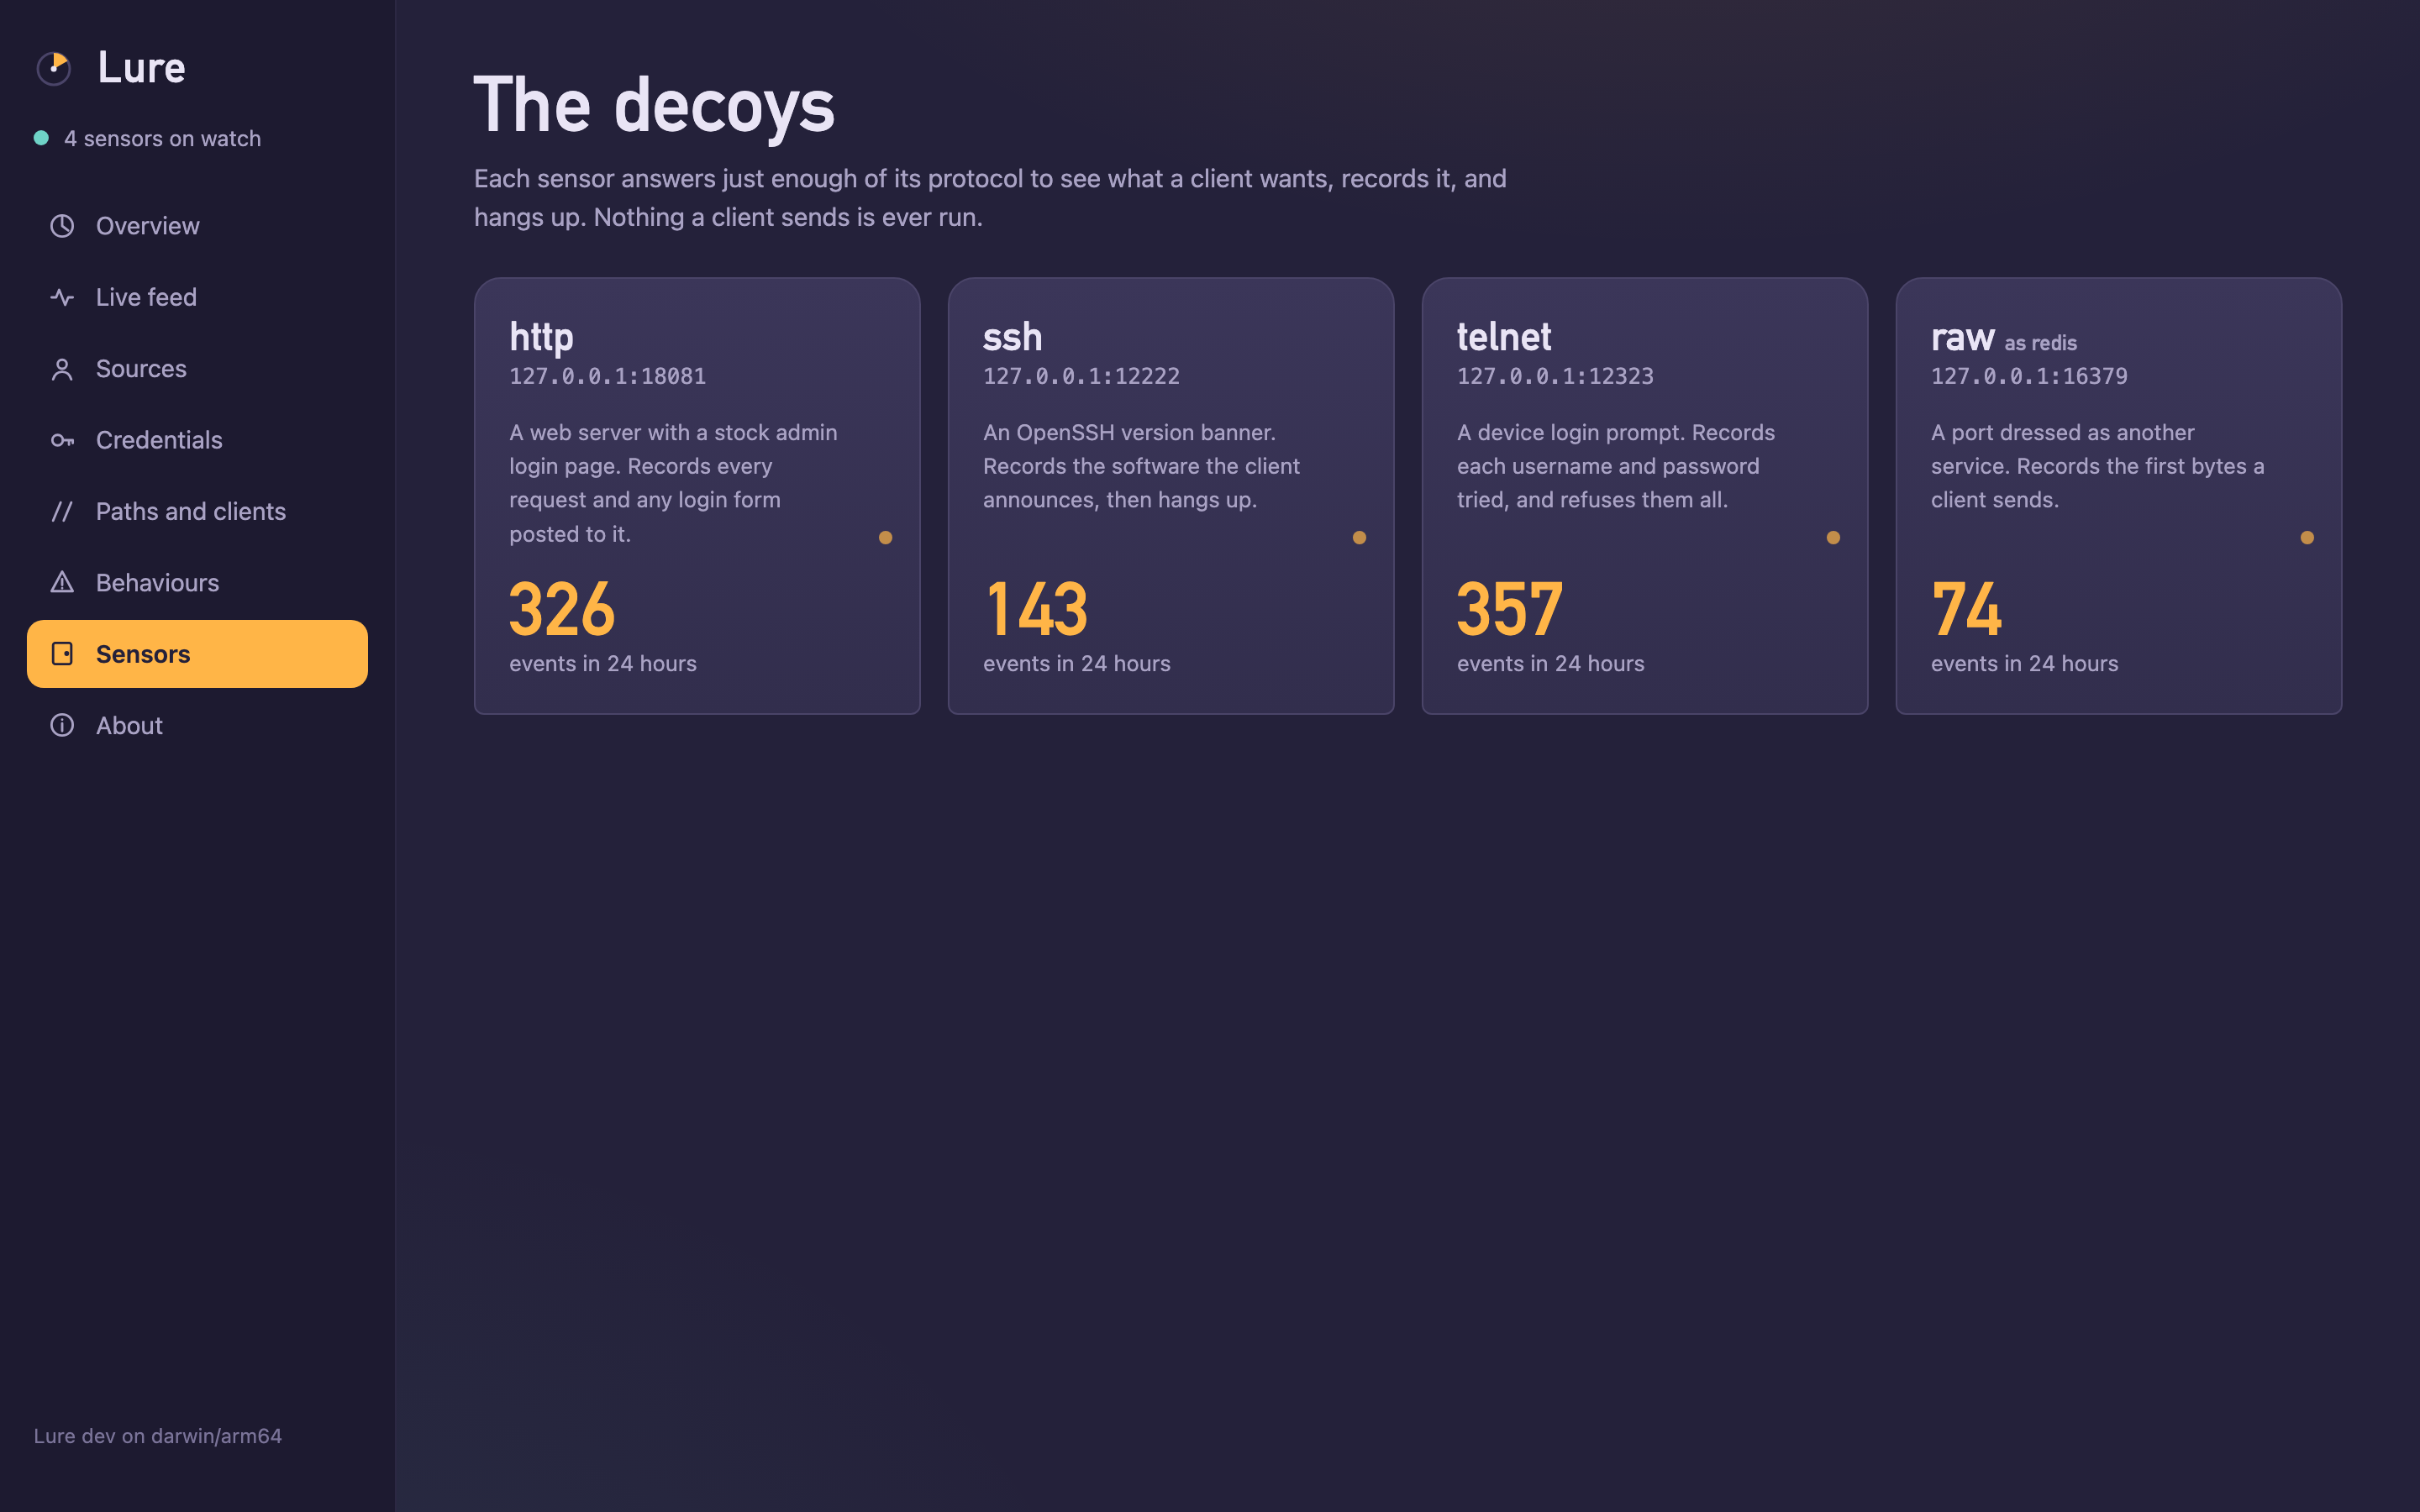 Lure
4 sensors on watch
Overview
Live feed
Sources
Credentials
Paths and clients
Behaviours
Sensors
About
Lure dev on darwin/arm64
The decoys
Each sensor answers just enough of its protocol to see what a client wants, records it, and
hangs up. Nothing a client sends is ever run.
http
127.0.0.1:18081
A web server with a stock admin
login page. Records every
request and any login form
posted to it.
326
events in 24 hours
ssh
127.0.0.1:12222
An OpenSSH version banner.
Records the software the client
announces, then hangs up.
143
events in 24 hours
telnet
127.0.0.1:12323
A device login prompt. Records
each username and password
tried, and refuses them all.
357
events in 24 hours
raw as redis
127.0.0.1:16379
A port dressed as another
service. Records the first bytes a
client sends.
74
events in 24 hours